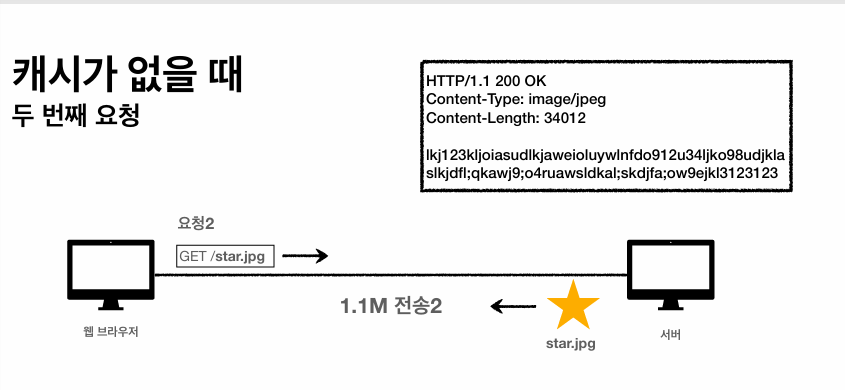 캐시가 없을 때
두 번째 요청
HTTP/1.1 200 OK
Content-Type: image/jpeg
Content-Length: 34012
lkj123kljoiasudlkjaweioluywlnfdo912u34ljko98udjkla
slkjdfl;qkawj9;o4ruawsldkal;skdjfa;ow9ejkl3123123
요청2
GET /star.jpg
1.1M 전송2
웹 브라우저
star.jpg
서버